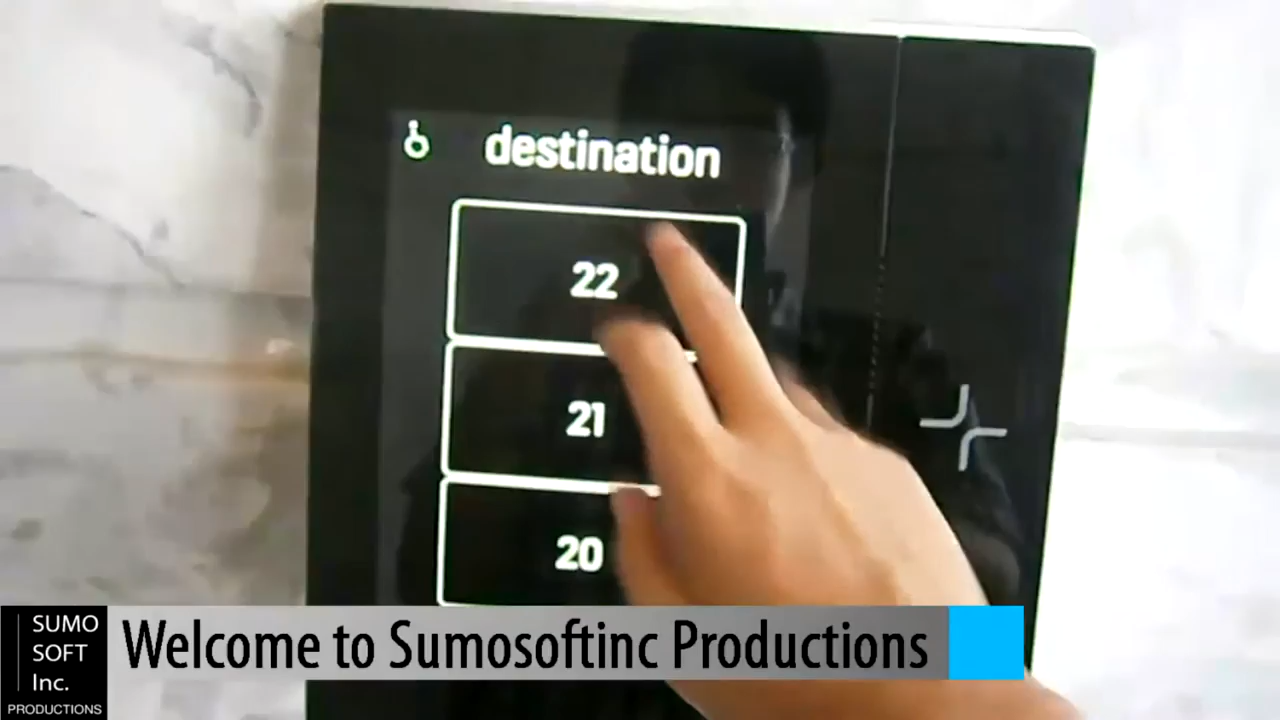 destination
22
21
20
SUMO
SOFT
Inc.
PRODUCTIONS
Welcome to Sumosoftinc Productions